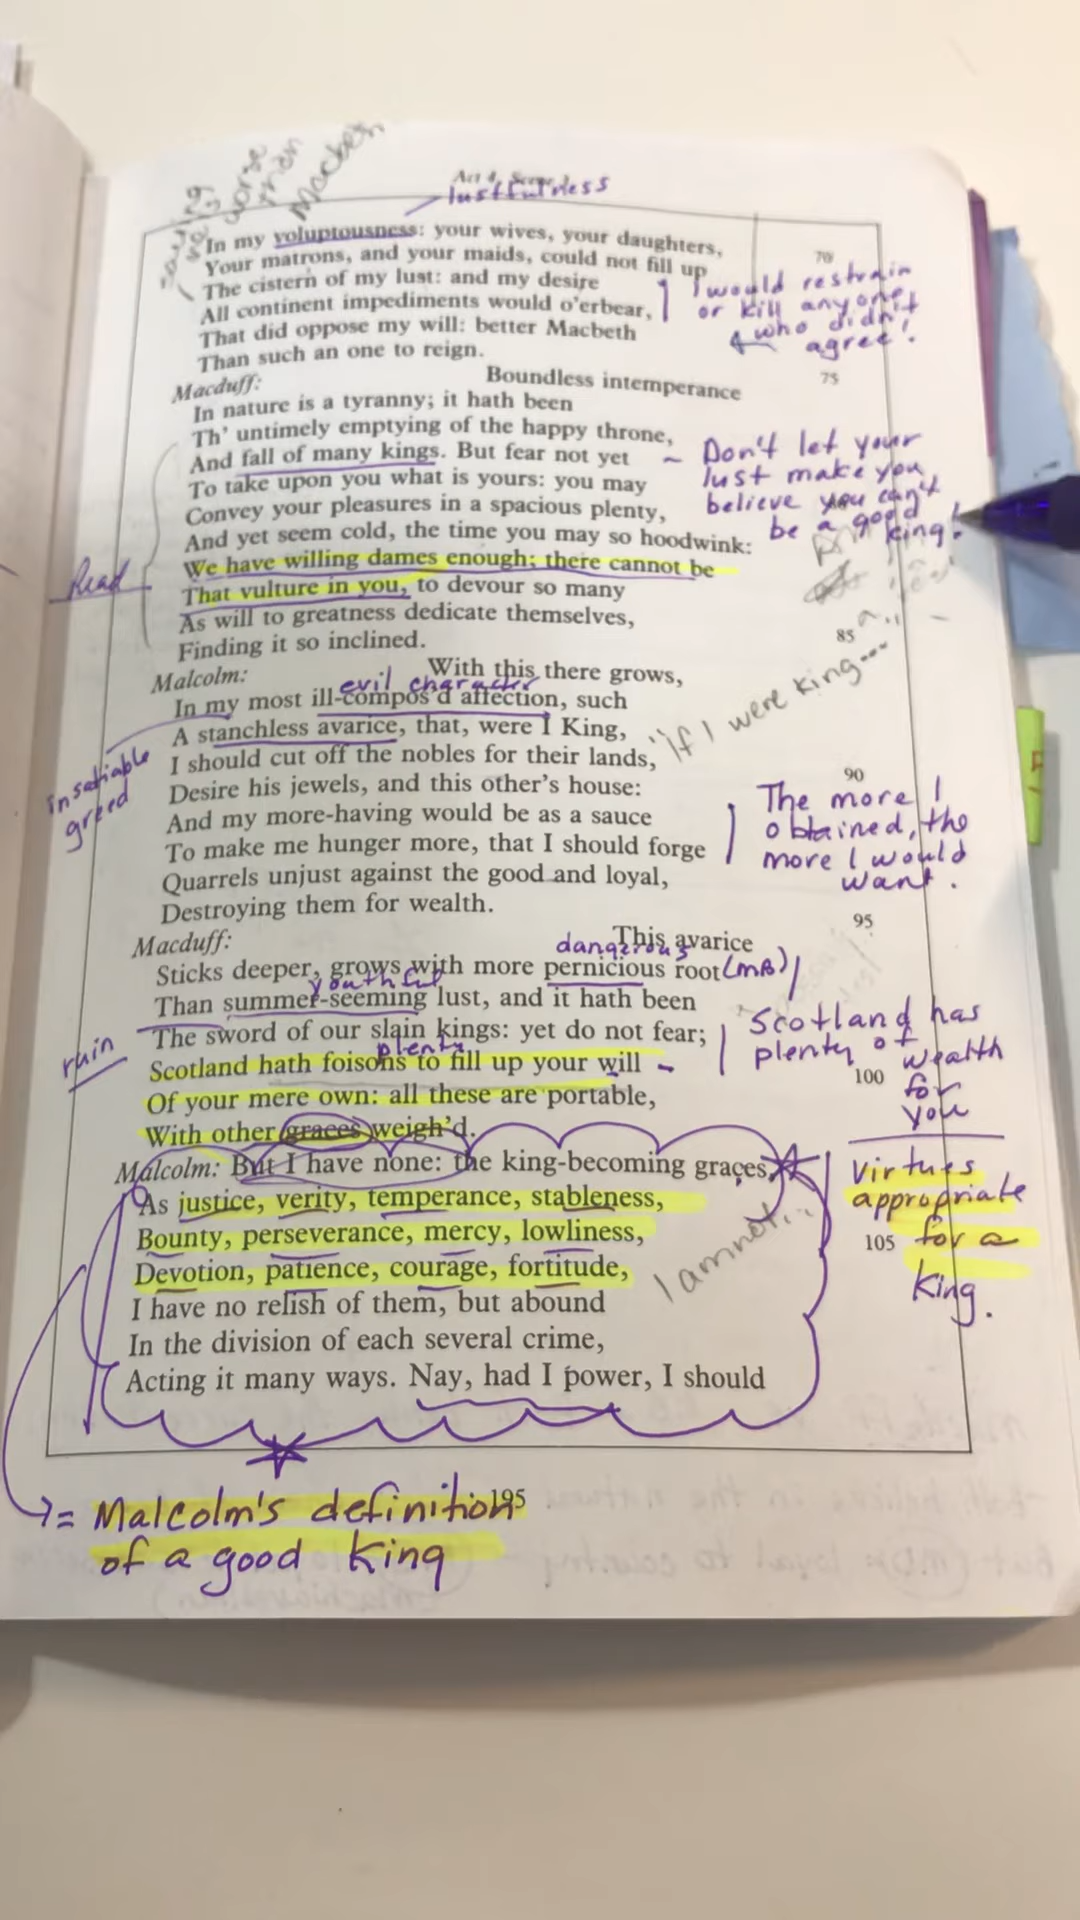 worse
than
Macbeth
Act 4, Scene 3
lustfulness
In my voluptousness: your wives, your daughters,
Your matrons, and your maids, could not fill up
70
The cistern of my lust: and my desire
All continent impediments would o'erbear,
That did oppose my will: better Macbeth
Than such an one to reign.
I would restrain
or kill anyone
who didn't
agree!
Macduff:
Boundless intemperance
75
In nature is a tyranny; it hath been
Th' untimely emptying of the happy throne,
And fall of many kings. But fear not yet
To take upon you what is yours: you may
Convey your pleasures in a spacious plenty,
And yet seem cold, the time you may so hoodwink:
We have willing dames enough; there cannot be
That vulture in you, to devour so many
As will to greatness dedicate themselves,
Finding it so inclined.
85
~ Don't let your
lust make you
believe you can't
be a good
king!
Read
Malcolm:
With this there grows,
evil character
In my most ill-compos'd affection, such
A stanchless avarice, that, were I King,
I should cut off the nobles for their lands,
Desire his jewels, and this other's house:
90
And my more-having would be as a sauce
To make me hunger more, that I should forge
Quarrels unjust against the good and loyal,
Destroying them for wealth.
insatiable
greed
"if I were king...
The more I
obtained, the
more I would
want.
Macduff:
This avarice
95
dangerous
Sticks deeper, grows with more pernicious root (MB)
youthful
Than summer-seeming lust, and it hath been
The sword of our slain kings: yet do not fear;
plenty
Scotland hath foisons to fill up your will
100
Of your mere own: all these are portable,
With other graces weigh'd.
ruin
Scotland has
plenty of
wealth
for
you
Malcolm: But I have none: the king-becoming graces,
As justice, verity, temperance, stableness,
Bounty, perseverance, mercy, lowliness,
105
Devotion, patience, courage, fortitude,
I have no relish of them, but abound
In the division of each several crime,
Acting it many ways. Nay, had I power, I should
I am not...
Virtues
appropriate
for a
King.
195
= Malcolm's definition
of a good king